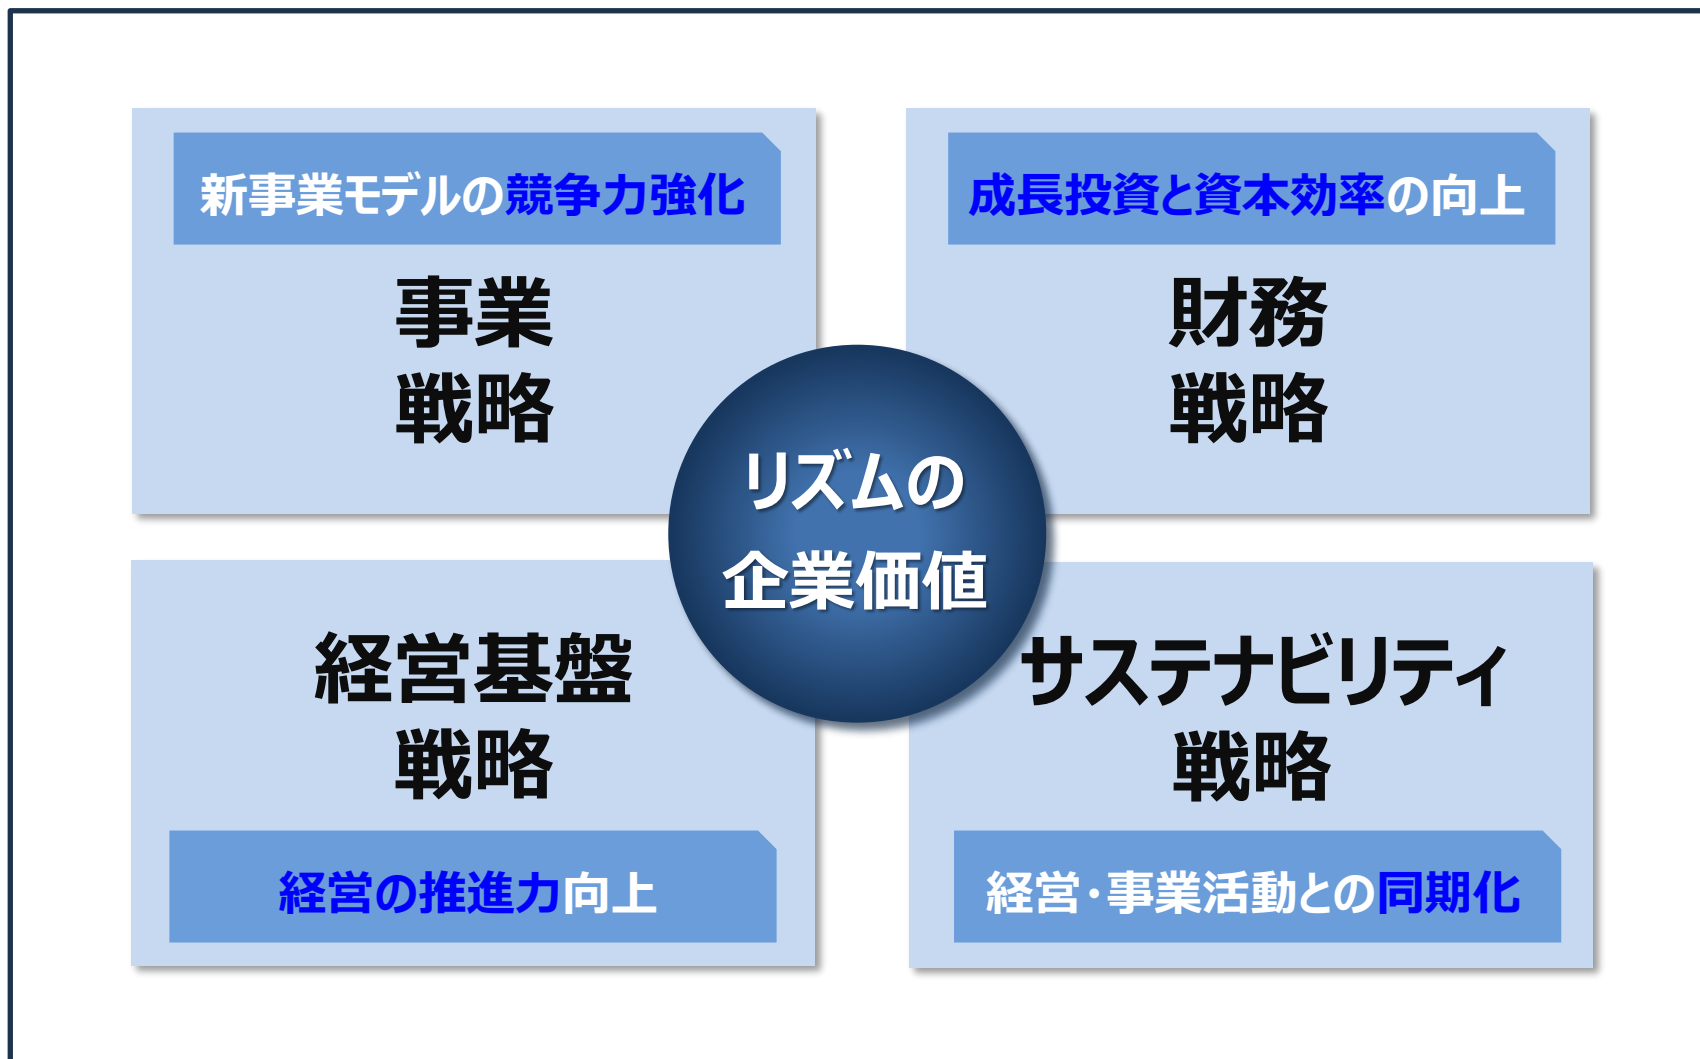 新事業モデルの競争力強化
事業
戦略
成長投資と資本効率の向上
財務
戦略
リズムの
企業価値
経営基盤
戦略
経営の推進力向上
サステナビリティ
戦略
経営・事業活動との同期化